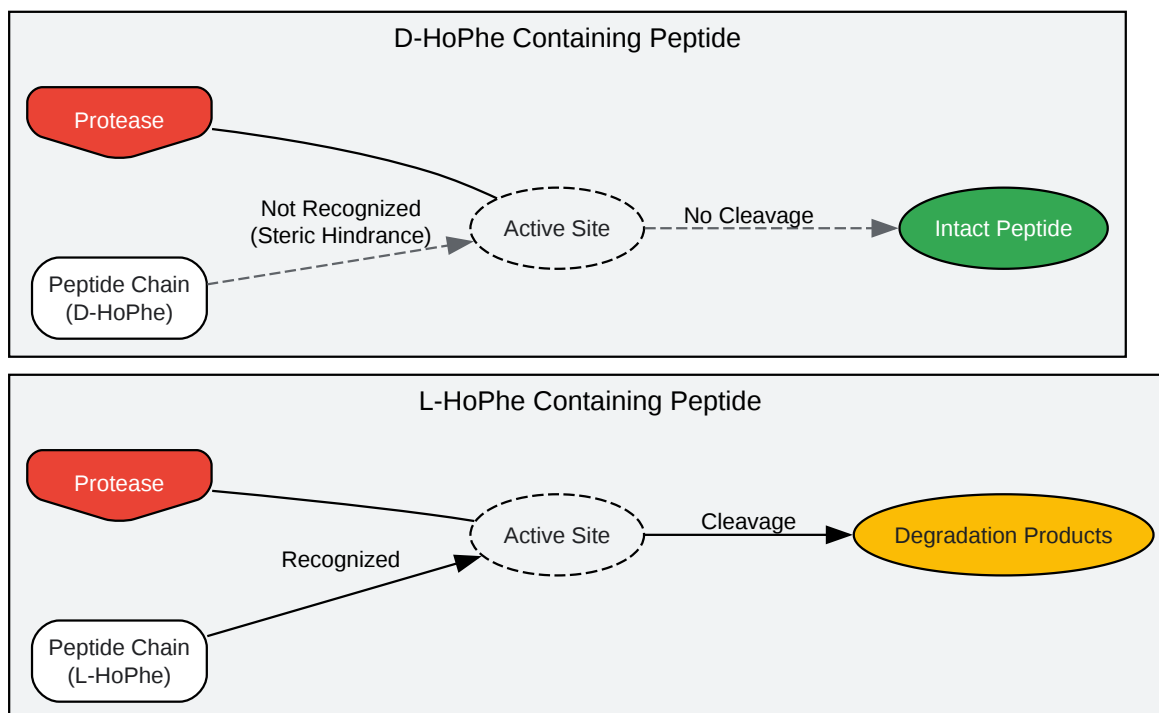 D-HoPhe Containing Peptide
Protease
Not Recognized
(Steric Hindrance)
Active Site
No Cleavage
Intact Peptide
Peptide Chain
(D-HoPhe)
L-HoPhe Containing Peptide
Protease
Recognized
Active Site
Cleavage
Degradation Products
Peptide Chain
(L-HoPhe)